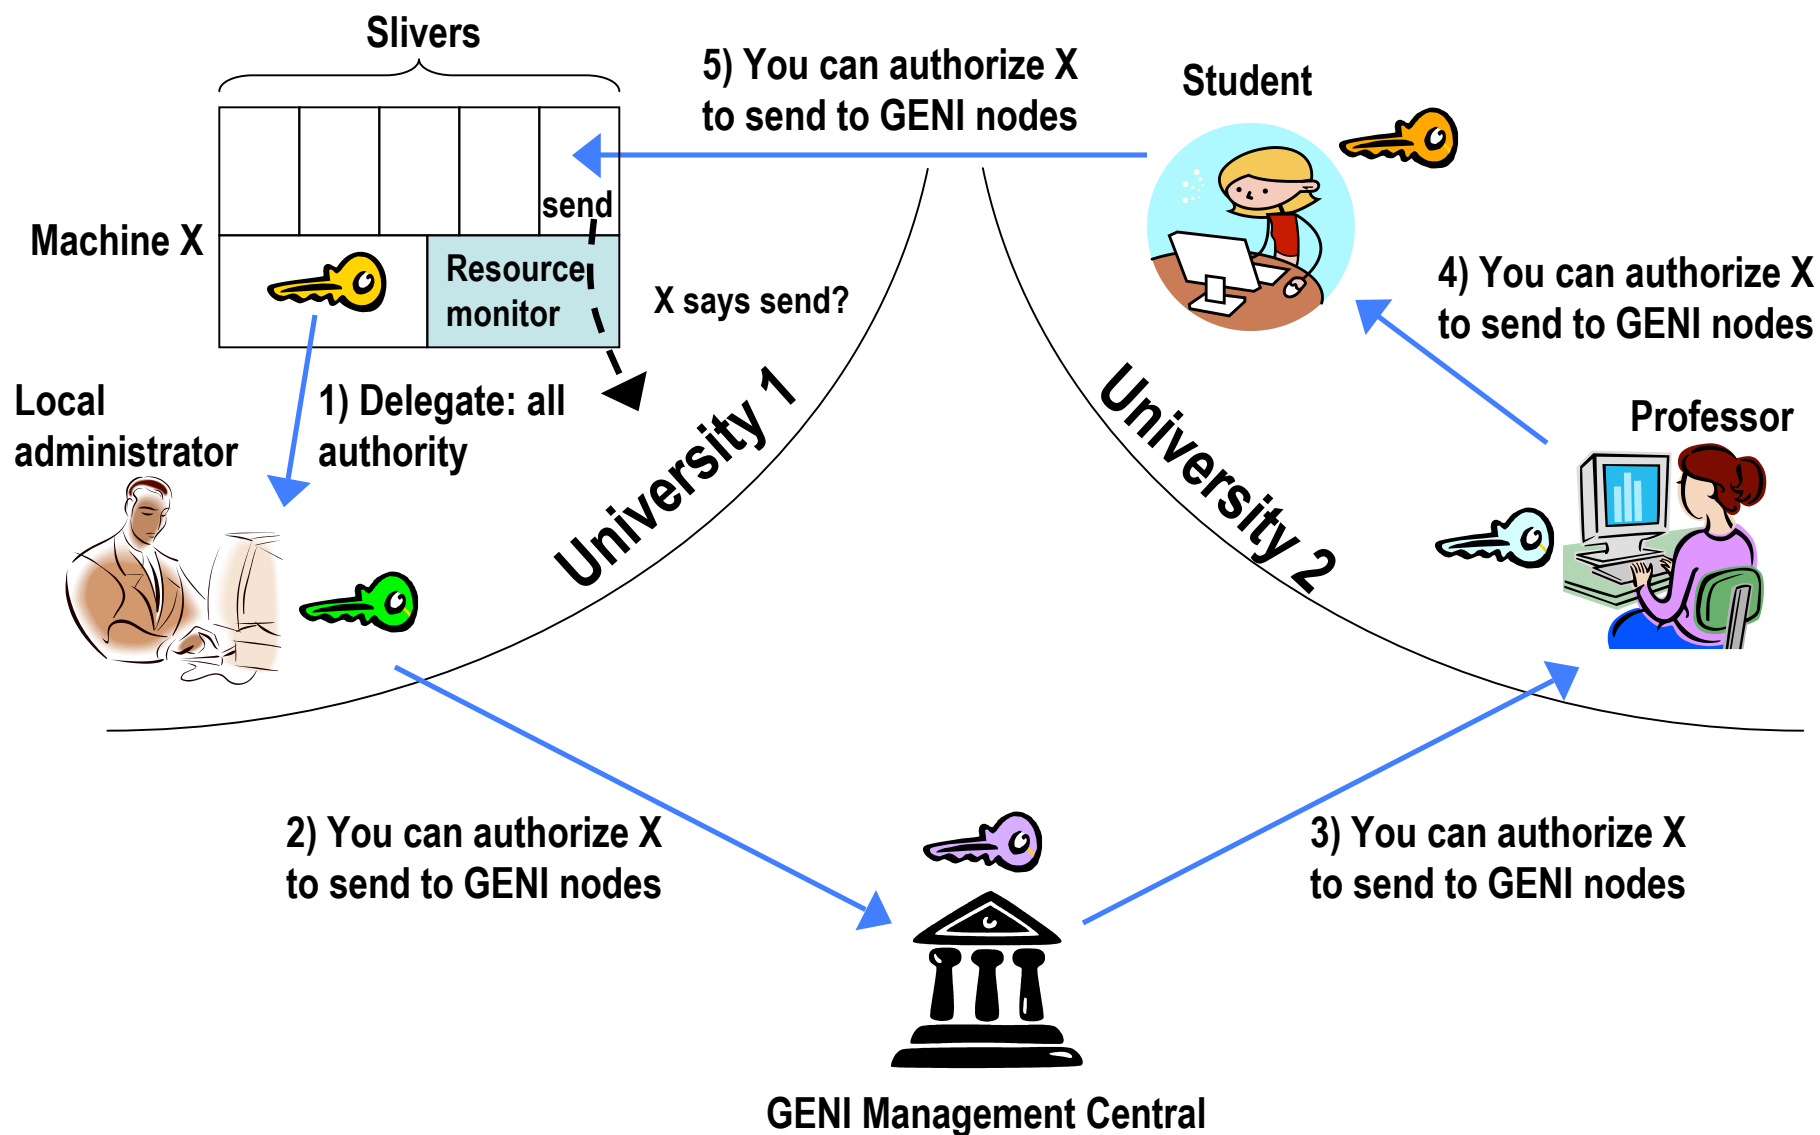 Slivers
5) You can authorize X
to send to GENI nodes
Student
send
Machine X
Resource
monitor
X says send?
4) You can authorize X
to send to GENI nodes
Local
administrator
1) Delegate: all
authority
University 1
University 2
Professor
2) You can authorize X
to send to GENI nodes
3) You can authorize X
to send to GENI nodes
GENI Management Central